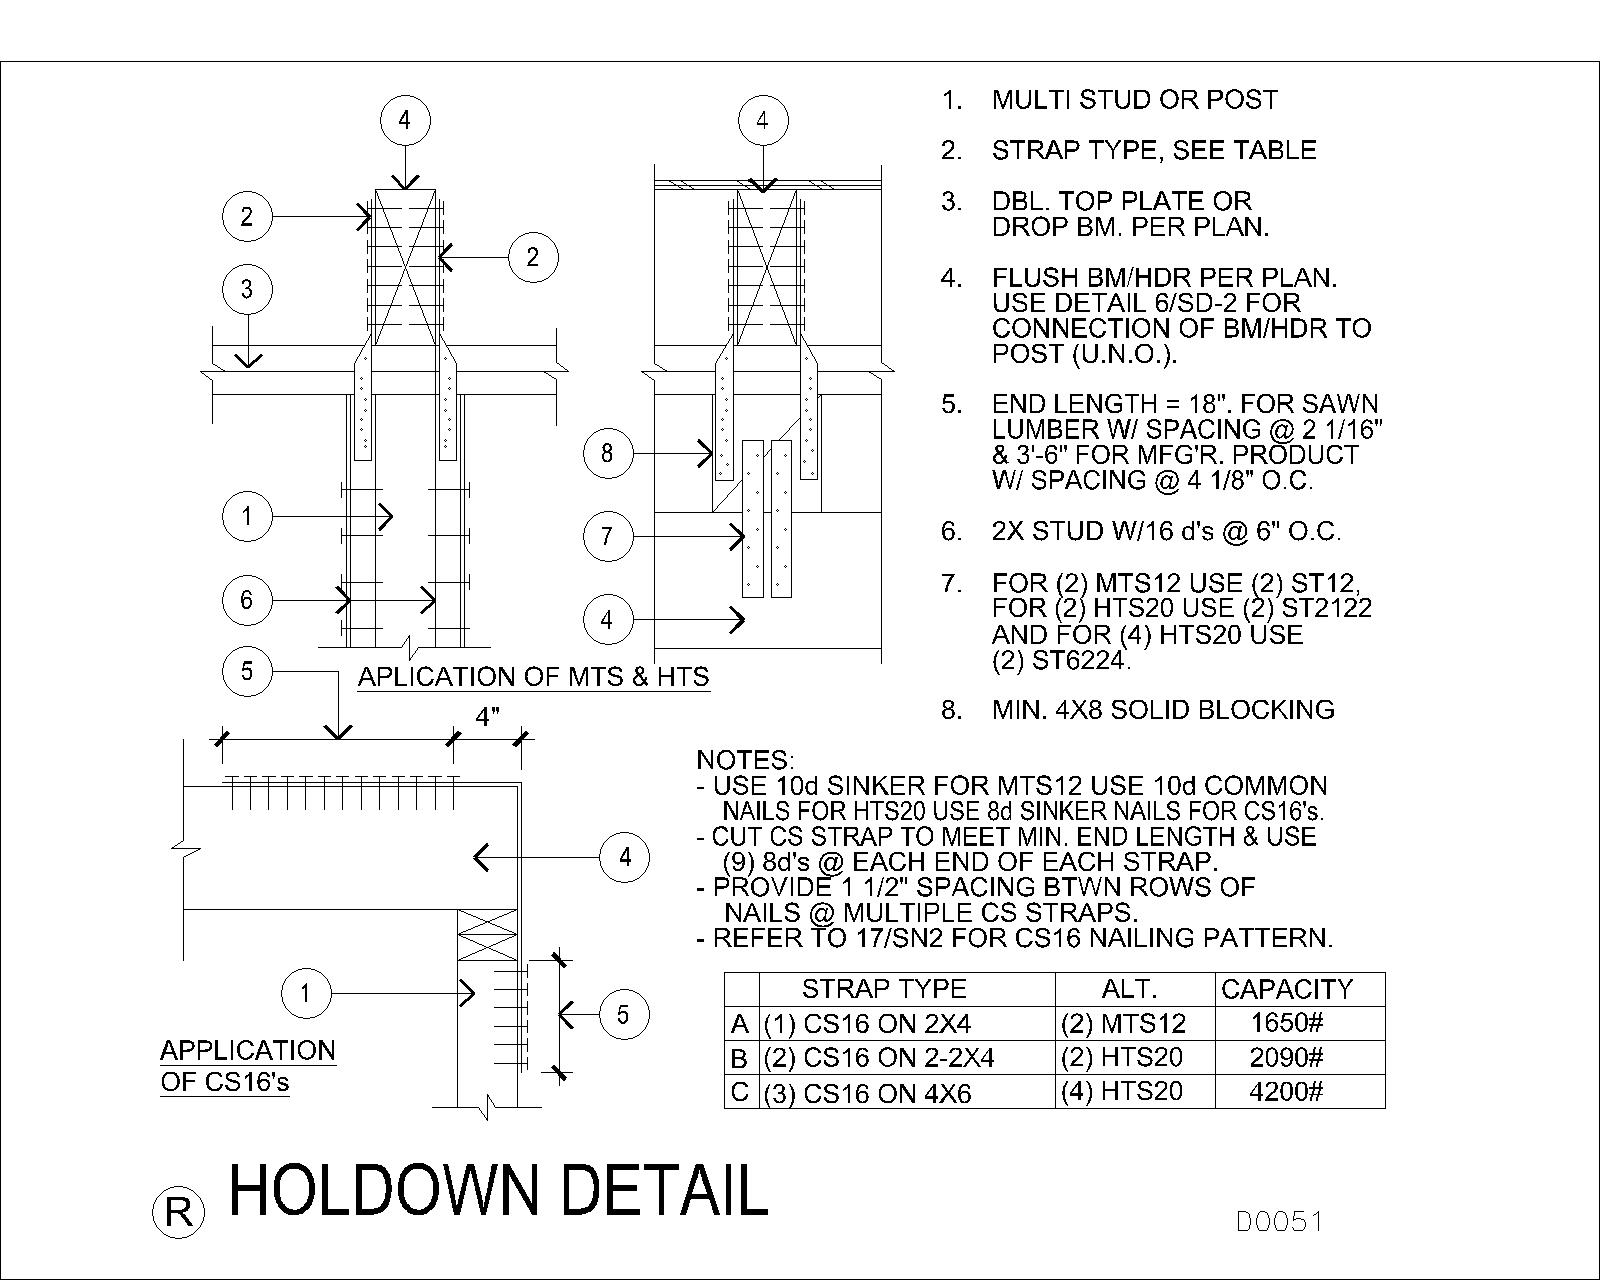 4
4
2
2
3
8
1
7
6
4
5
APLICATION OF MTS & HTS
4"
4
1
5
APPLICATION
OF CS16's
1. MULTI STUD OR POST
2. STRAP TYPE, SEE TABLE
3. DBL. TOP PLATE OR
DROP BM. PER PLAN.
4. FLUSH BM/HDR PER PLAN.
USE DETAIL 6/SD-2 FOR
CONNECTION OF BM/HDR TO
POST (U.N.O.).
5. END LENGTH = 18". FOR SAWN
LUMBER W/ SPACING @ 2 1/16"
& 3'-6" FOR MFG'R. PRODUCT
W/ SPACING @ 4 1/8" O.C.
6. 2X STUD W/16 d's @ 6" O.C.
7. FOR (2) MTS12 USE (2) ST12,
FOR (2) HTS20 USE (2) ST2122
AND FOR (4) HTS20 USE
(2) ST6224.
8. MIN. 4X8 SOLID BLOCKING
NOTES:
- USE 10d SINKER FOR MTS12 USE 10d COMMON
NAILS FOR HTS20 USE 8d SINKER NAILS FOR CS16's.
- CUT CS STRAP TO MEET MIN. END LENGTH & USE
(9) 8d's @ EACH END OF EACH STRAP.
- PROVIDE 1 1/2" SPACING BTWN ROWS OF
NAILS @ MULTIPLE CS STRAPS.
- REFER TO 17/SN2 FOR CS16 NAILING PATTERN.
STRAP TYPE ALT. CAPACITY
A (1) CS16 ON 2X4 (2) MTS12 1650#
B (2) CS16 ON 2-2X4 (2) HTS20 2090#
C (3) CS16 ON 4X6 (4) HTS20 4200#
R HOLDOWN DETAIL
D0051